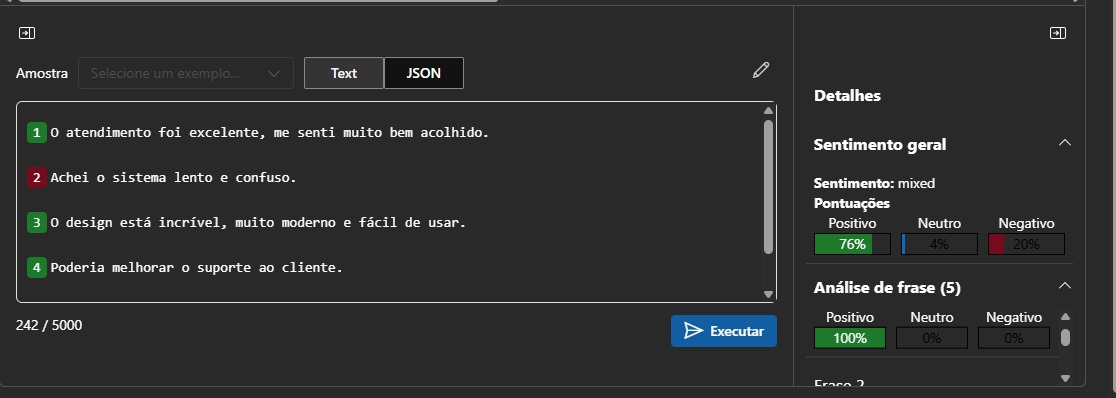 Amostra
Selecione um exemplo...
Text
JSON
1 O atendimento foi excelente, me senti muito bem acolhido.
2 Achei o sistema lento e confuso.
3 O design está incrível, muito moderno e fácil de usar.
4 Poderia melhorar o suporte ao cliente.
242 / 5000
Executar
Detalhes
Sentimento geral
Sentimento: mixed
Pontuações
Positivo Neutro Negativo
76% 4% 20%
Análise de frase (5)
Positivo Neutro Negativo
100% 0% 0%
Frase 2